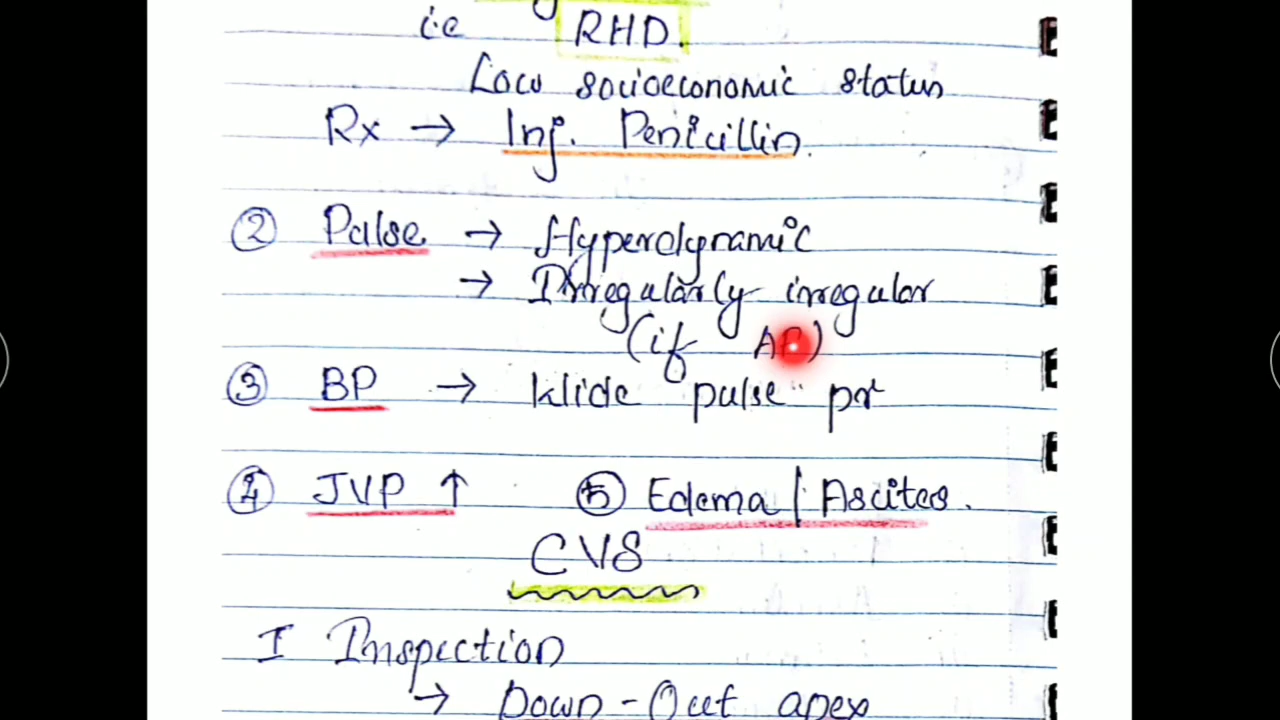 i.e RHD.
Low socioeconomic status
Rx → Inj. Penicillin.
② Pulse → Hyperdynamic
→ Irregularly irregular
(if AF)
③ BP → Wide pulse pr
④ JVP ↑ ⑤ Edema / Ascites.
CVS
I Inspection
→ Down-Out apex